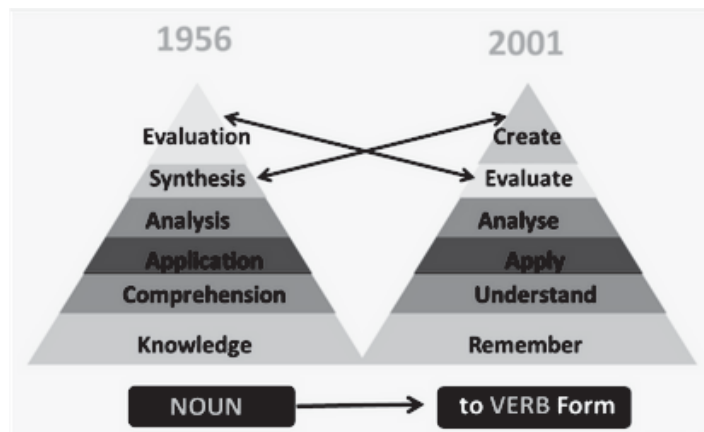 1956
2001
Evaluation
Create
Synthesis
Evaluate
Analysis
Analyse
Application
Apply
Comprehension
Understand
Knowledge
Remember
NOUN
to VERB Form